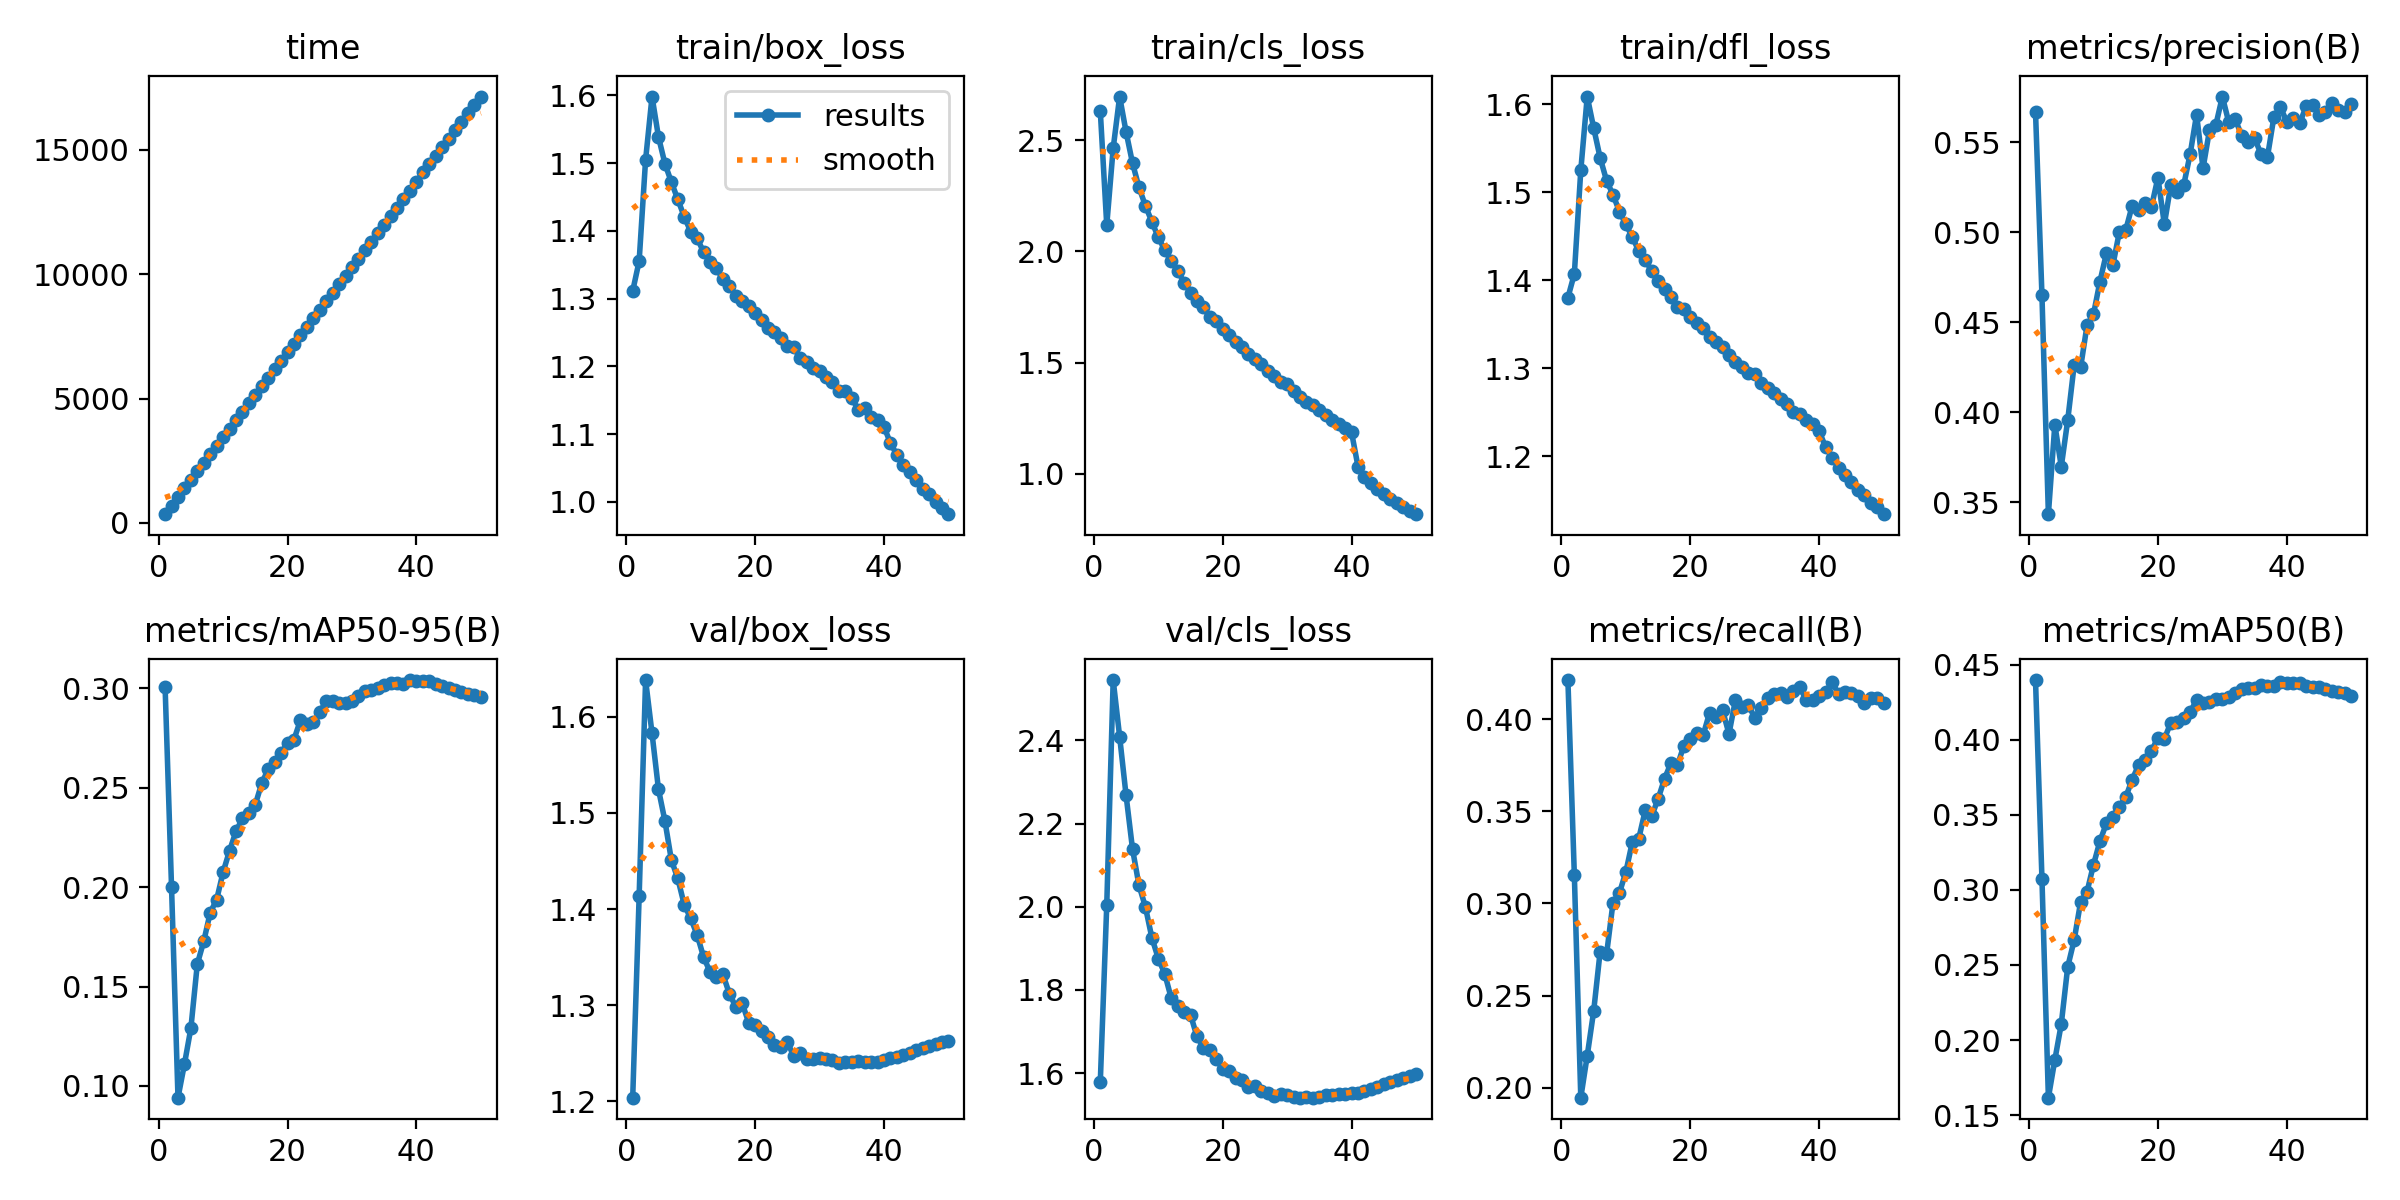 time
train/box_loss
train/cls_loss
train/dfl_loss
metrics/precision(B)
results
smooth
15000
10000
5000
0
0 20 40
1.6
1.5
1.4
1.3
1.2
1.1
1.0
0 20 40
2.5
2.0
1.5
1.0
0 20 40
1.6
1.5
1.4
1.3
1.2
0 20 40
0.55
0.50
0.45
0.40
0.35
0 20 40
metrics/mAP50-95(B)
val/box_loss
val/cls_loss
metrics/recall(B)
metrics/mAP50(B)
0.30
0.25
0.20
0.15
0.10
0 20 40
1.6
1.5
1.4
1.3
1.2
0 20 40
2.4
2.2
2.0
1.8
1.6
0 20 40
0.40
0.35
0.30
0.25
0.20
0 20 40
0.45
0.40
0.35
0.30
0.25
0.20
0.15
0 20 40